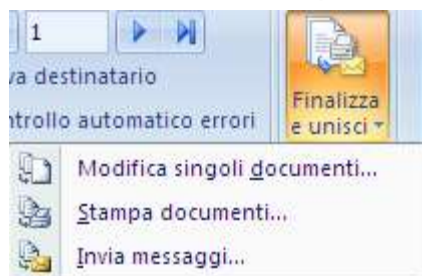 1
va destinatario
ntrollo automatico errori
Finalizza
e unisci
Modifica singoli documenti...
Stampa documenti...
Invia messaggi...